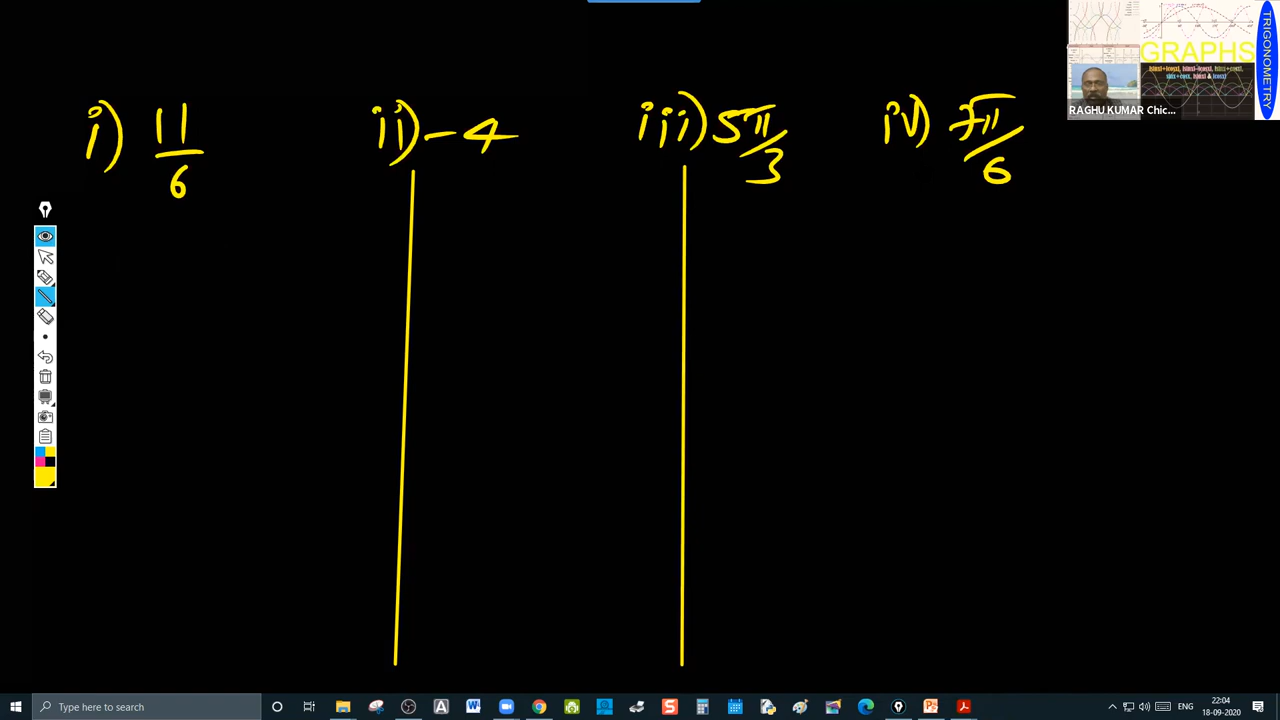 i) 11/6 ii) -4 iii) 5π/3 iv) 7π/6
GRAPHS
TRIGONOMETRY
RAGHU KUMAR Chic...
Type here to search
ENG
22:04
18-09-2020